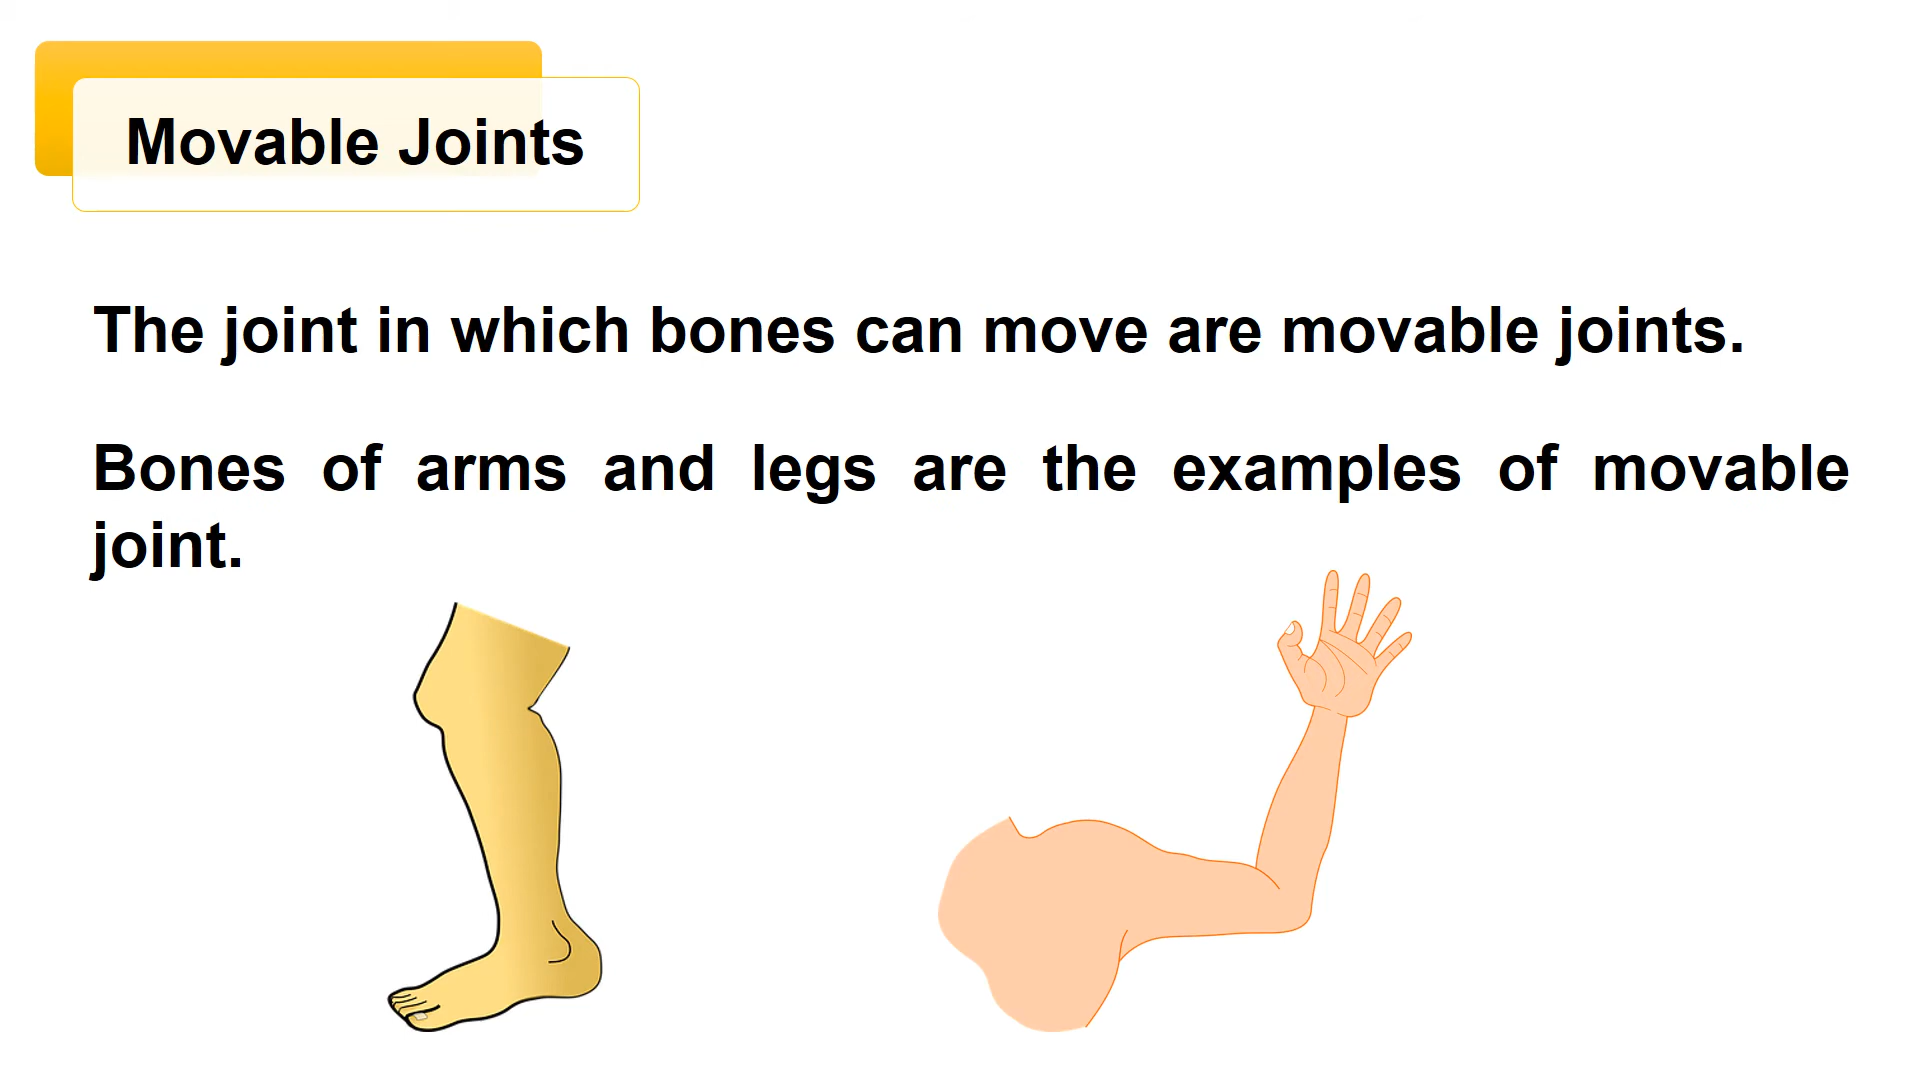 Movable Joints
The joint in which bones can move are movable joints.
Bones of arms and legs are the examples of movable
joint.